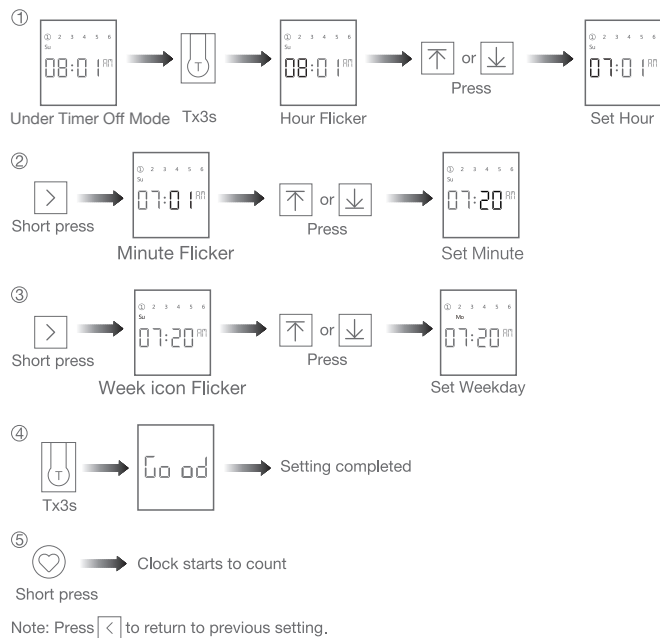 ①
① 2 3 4 5 6
Su
08:01 AM
T
① 2 3 4 5 6
Su
08:01 AM
or
Press
① 2 3 4 5 6
Su
07:01 AM
Under Timer Off Mode Tx3s Hour Flicker Set Hour
②
>
Short press
① 2 3 4 5 6
Su
07:01 AM
Minute Flicker
or
Press
① 2 3 4 5 6
Su
07:20 AM
Set Minute
③
>
Short press
① 2 3 4 5 6
Su
07:20 AM
Week icon Flicker
or
Press
① 2 3 4 5 6
Mo
07:20 AM
Set Weekday
④
T
Tx3s
Go od
Setting completed
⑤
Clock starts to count
Short press
Note: Press < to return to previous setting.